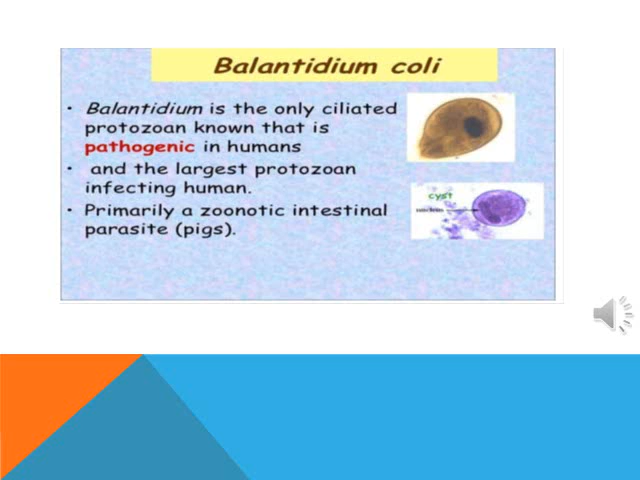 Balantidium coli
• Balantidium is the only ciliated
protozoan known that is
pathogenic in humans
• and the largest protozoan
infecting human.
• Primarily a zoonotic intestinal
parasite (pigs).
cyst
nucleus